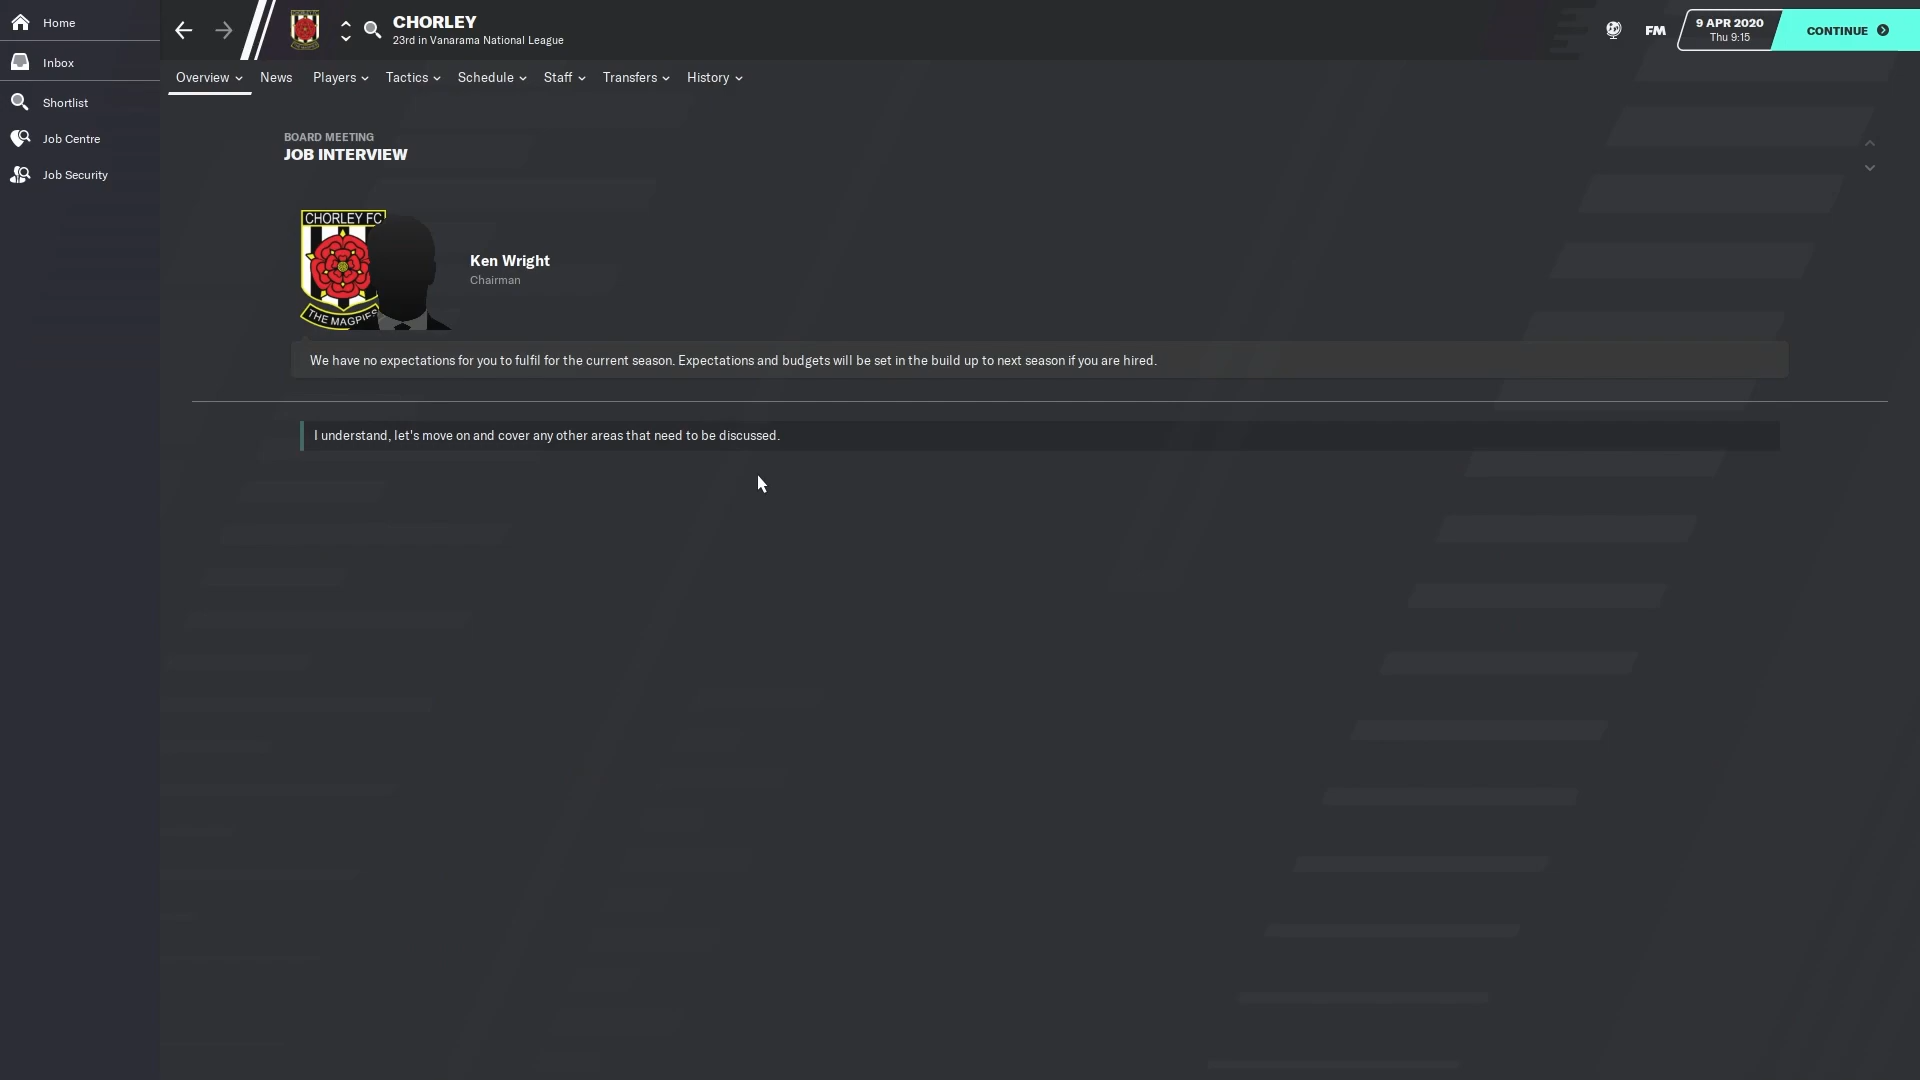 Home
Inbox
Shortlist
Job Centre
Job Security
CHORLEY
23rd in Vanarama National League
FM
9 APR 2020
Thu 9:15
CONTINUE
Overview
News
Players
Tactics
Schedule
Staff
Transfers
History
BOARD MEETING
JOB INTERVIEW
CHORLEY FC
THE MAGPIES
Ken Wright
Chairman
We have no expectations for you to fulfil for the current season. Expectations and budgets will be set in the build up to next season if you are hired.
I understand, let's move on and cover any other areas that need to be discussed.